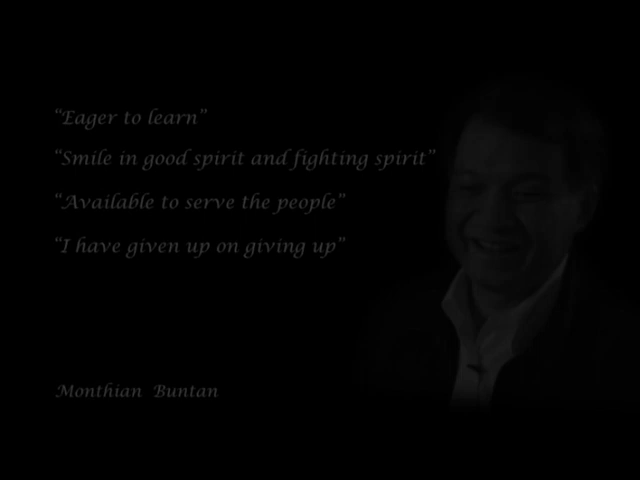 “Eager to learn”
“Smile in good spirit and fighting spirit”
“Available to serve the people”
“I have given up on giving up”
Monthian Buntan